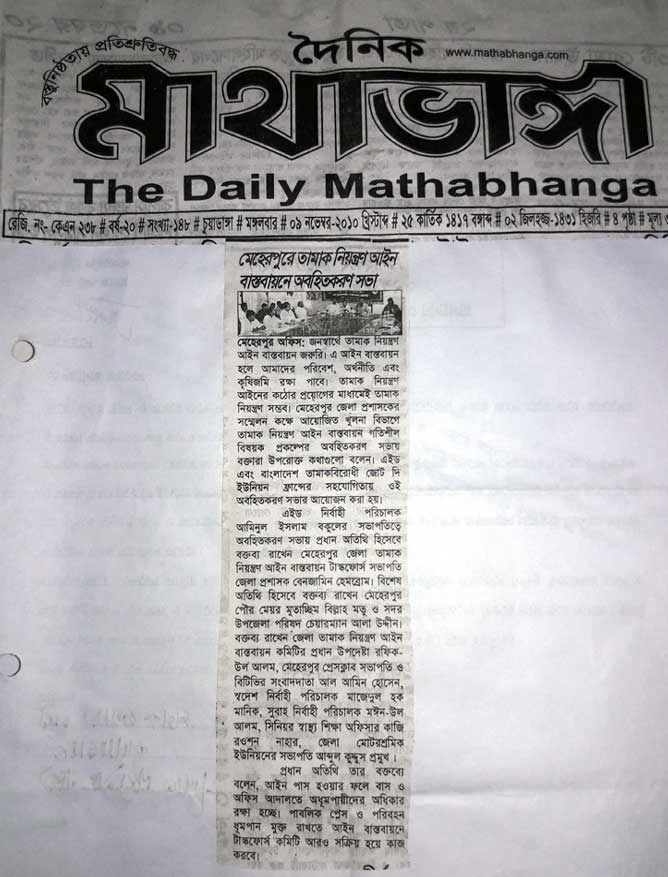 বস্তুনিষ্ঠতায় প্রতিশ্রুতিবদ্ধ
দৈনিক
www.mathabhanga.com
মাথাভাঙ্গা
The Daily Mathabhanga
রেজি. নং- কেএন ২৩৮ # বর্ষ-২০ # সংখ্যা-১৪৮ # চুয়াডাঙ্গা # মঙ্গলবার # ০৯ নভেম্বর-২০১০ খ্রিস্টাব্দ # ২৫ কার্তিক ১৪১৭ বঙ্গাব্দ # ০২ জিলহজ্জ-১৪৩১ হিজরি # ৪ পৃষ্ঠা # মূল্য
মেহেরপুরে তামাক নিয়ন্ত্রণ আইন
বাস্তবায়নে অবহিতকরণ সভা
মেহেরপুর অফিস: জনস্বার্থে তামাক নিয়ন্ত্রণ
আইন বাস্তবায়ন জরুরি। এ আইন বাস্তবায়ন
হলে আমাদের পরিবেশ, অর্থনীতি এবং
কৃষিজমি রক্ষা পাবে। তামাক নিয়ন্ত্রণ
আইনের কঠোর প্রয়োগের মাধ্যমেই তামাক
নিয়ন্ত্রণ সম্ভব। মেহেরপুর জেলা প্রশাসকের
সম্মেলন কক্ষে আয়োজিত খুলনা বিভাগে
তামাক নিয়ন্ত্রণ আইন বাস্তবায়ন গতিশীল
বিষয়ক প্রকল্পের অবহিতকরণ সভায়
বক্তারা উপরোক্ত কথাগুলো বলেন। এইড
এবং বাংলাদেশ তামাকবিরোধী জোট দি
ইউনিয়ন ফ্রান্সের সহযোগিতায় ওই
অবহিতকরণ সভার আয়োজন করা হয়।
এইড নির্বাহী পরিচালক
আমিনুল ইসলাম বকুলের সভাপতিত্বে
অবহিতকরণ সভায় প্রধান অতিথি হিসেবে
বক্তব্য রাখেন মেহেরপুর জেলা তামাক
নিয়ন্ত্রণ আইন বাস্তবায়ন টাস্কফোর্স সভাপতি
জেলা প্রশাসক বেনজামিন হেমব্রোম। বিশেষ
অতিথি হিসেবে বক্তব্য রাখেন মেহেরপুর
পৌর মেয়র মুতাচ্ছিম বিল্লাহ মতু ও সদর
উপজেলা পরিষদ চেয়ারম্যান আলা উদ্দীন।
বক্তব্য রাখেন জেলা তামাক নিয়ন্ত্রণ আইন
বাস্তবায়ন কমিটির প্রধান উপদেষ্টা রফিক-
উল আলম, মেহেরপুর প্রেসক্লাব সভাপতি ও
বিটিভির সংবাদদাতা আল আমিন হোসেন,
স্বদেশ নির্বাহী পরিচালক মাজেদুল হক
মানিক, সুবাহ নির্বাহী পরিচালক মঈন-উল
আলম, সিনিয়র স্বাস্থ্য শিক্ষা অফিসার কাজি
রওশন নাহার, জেলা মোটরশ্রমিক
ইউনিয়নের সভাপতি আব্দুল কুদ্দুস প্রমুখ।
প্রধান অতিথি তার বক্তব্যে
বলেন, আইন পাস হওয়ার ফলে বাস ও
অফিস আদালতে অধূমপায়ীদের অধিকার
রক্ষা হচ্ছে। পাবলিক প্লেস ও পরিবহন
ধূমপান মুক্ত রাখতে আইন বাস্তবায়নে
টাস্কফোর্স কমিটি আরও সক্রিয় হয়ে কাজ
করবে।